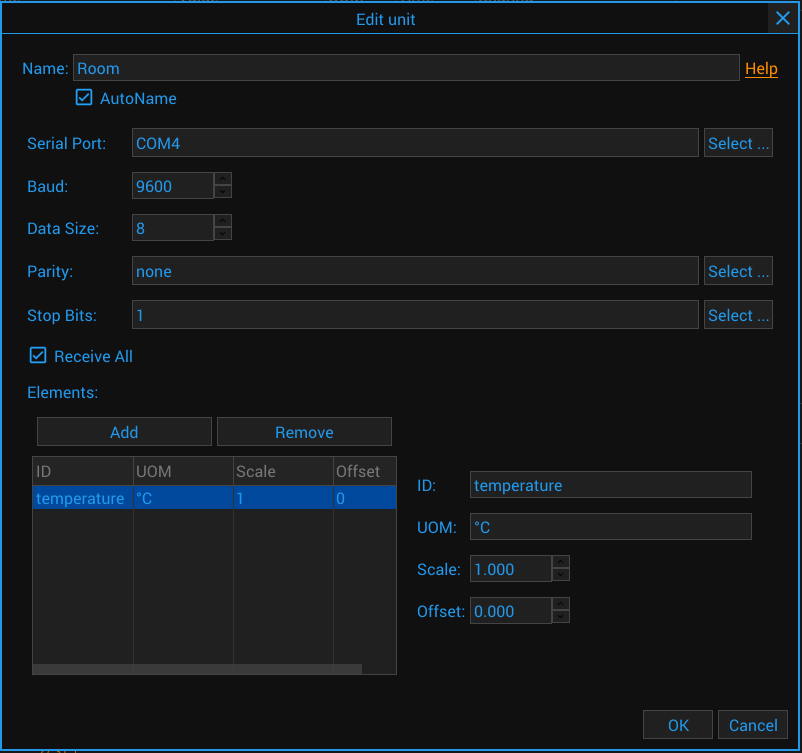 Edit unit
Name: Room Help
AutoName
Serial Port: COM4 Select ...
Baud: 9600
Data Size: 8
Parity: none Select ...
Stop Bits: 1 Select ...
Receive All
Elements:
Add Remove
ID UOM Scale Offset
temperature °C 1 0
ID: temperature
UOM: °C
Scale: 1.000
Offset: 0.000
OK Cancel